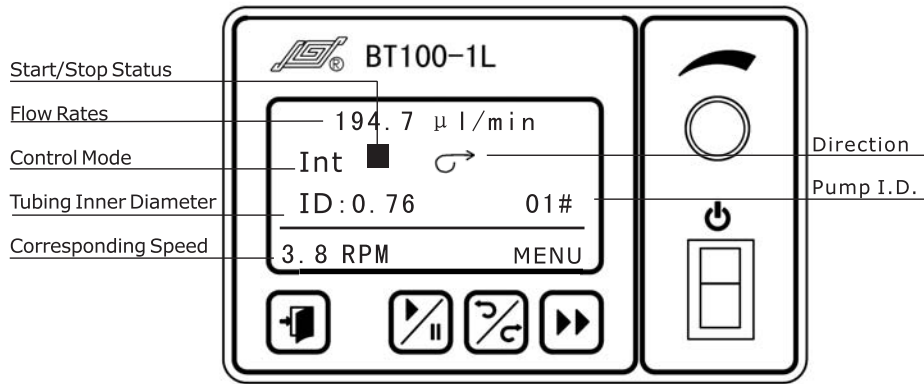 ® BT100-1L
Start/Stop Status
Flow Rates
194.7 μl/min
Control Mode
Int
Direction
Tubing Inner Diameter
ID:0.76
01#
Pump I.D.
Corresponding Speed
3.8 RPM
MENU